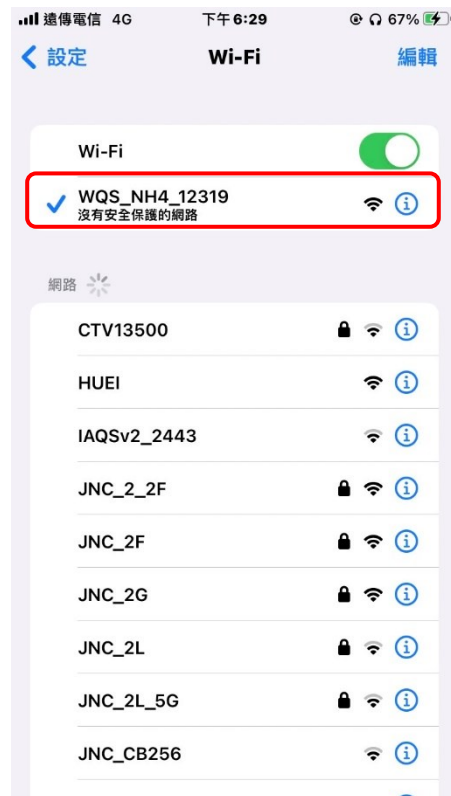 遠傳電信 4G 下午6:29 67%
設定 Wi-Fi 編輯
Wi-Fi
WQS_NH4_12319
沒有安全保護的網路
網路
CTV13500
HUEI
IAQSv2_2443
JNC_2_2F
JNC_2F
JNC_2G
JNC_2L
JNC_2L_5G
JNC_CB256